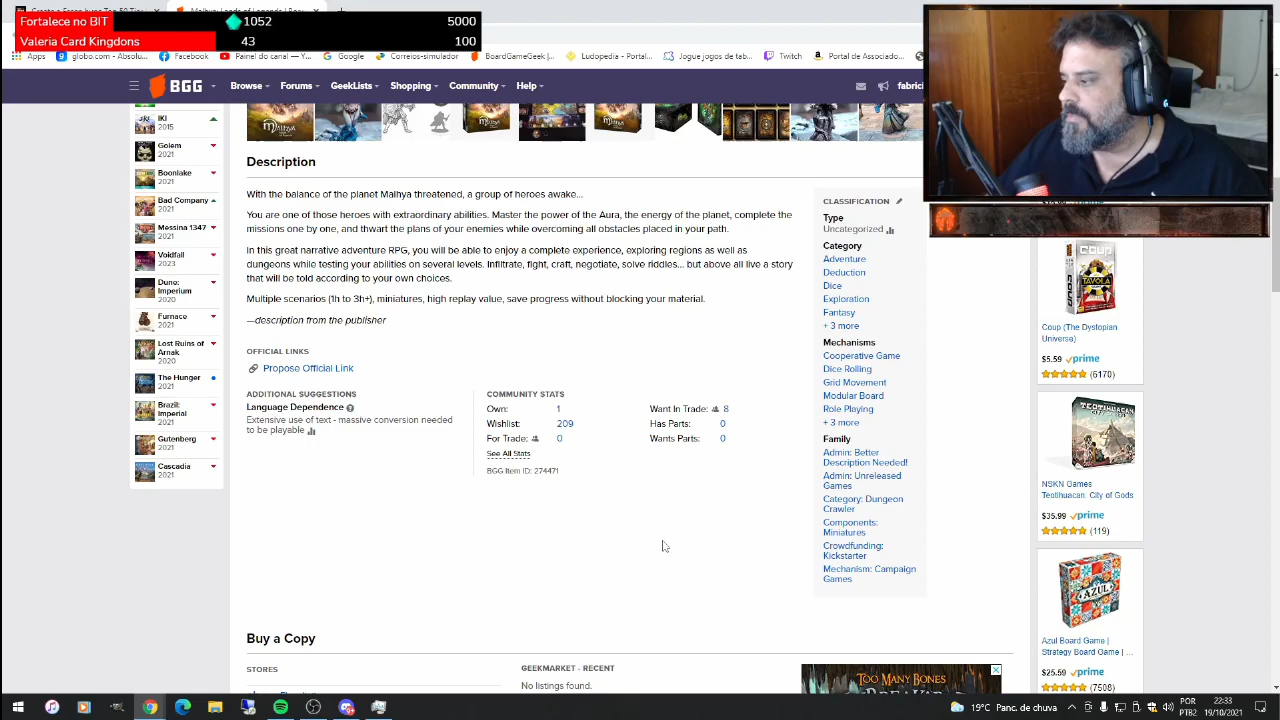 Fortalece no BIT 1052 5000
Valeria Card Kingdons 43 100
Apps globo.com - Absolu... Facebook Painel do canal — Y... Google Correios-Simulador... BoardGameGeek |... Ludopedia - Portal... Jogue jogos de tab... Twitch Portal de Associado...
BGG Browse Forums GeekLists Shopping Community Help fabrici
IKI
2015
Golem
2021
Boonlake
2021
Bad Company
2021
Messina 1347
2021
Voidfall
2023
Dune:
Imperium
2020
Furnace
2021
Lost Ruins of
Arnak
2020
The Hunger
2021
Brazil:
Imperial
2021
Gutenberg
2021
Cascadia
2021
Description
With the balance of the planet Malhya threatened, a group of heroes awake...
You are one of those heroes with extraordinary abilities. Master the power of the Aura, the energy of the planet, complete the
missions one by one, and thwart the plans of your enemies while overcoming all obstacles placed in your path.
In this great narrative adventure RPG, you will be able to enjoy a complete experience, exploring regions as well as
dungeons while testing your skills on several levels. Infiltrate, fight, craft, negotiate, solve riddles... but above all live a story
that will be told according to your own choices.
Multiple scenarios (1h to 3h+), miniatures, high replay value, save progress without blocking your material.
—description from the publisher
OFFICIAL LINKS
Propose Official Link
ADDITIONAL SUGGESTIONS
Language Dependence
Extensive use of text - massive conversion needed
to be playable
COMMUNITY STATS
Own: 1 Want In Trade: 8
Wishlist: 209 Has Parts: 0
For Trade: 0 Wants Parts: 0
See All Stats
BGG Item ID: 274471
CLASSIFICATION
Type
Uncategorized
Category
Adventure
Deduction
Dice
Exploration
Fantasy
+ 3 more
Mechanisms
Cooperative Game
Dice Rolling
Grid Movement
Modular Board
Role Playing
+ 3 more
Family
Admin: Better
Description Needed!
Admin: Unreleased
Games
Category: Dungeon
Crawler
Components:
Miniatures
Crowdfunding:
Kickstarter
Mechanism: Campaign
Games
COUP
TAVOLA
COUP
Coup (The Dystopian
Universe)
$5.59 prime
(6170)
TEOTIHUACAN
CITY OF GODS
NSKN Games
Teotihuacan: City of Gods
$35.99 prime
(119)
AZUL
Azul Board Game |
Strategy Board Game | ...
$25.59 prime
(7508)
Buy a Copy
STORES
GEEKMARKET - RECENT
No listings found.
TOO MANY BONES
19°C Panc. de chuva POR 22:33
PTB2 19/10/2021